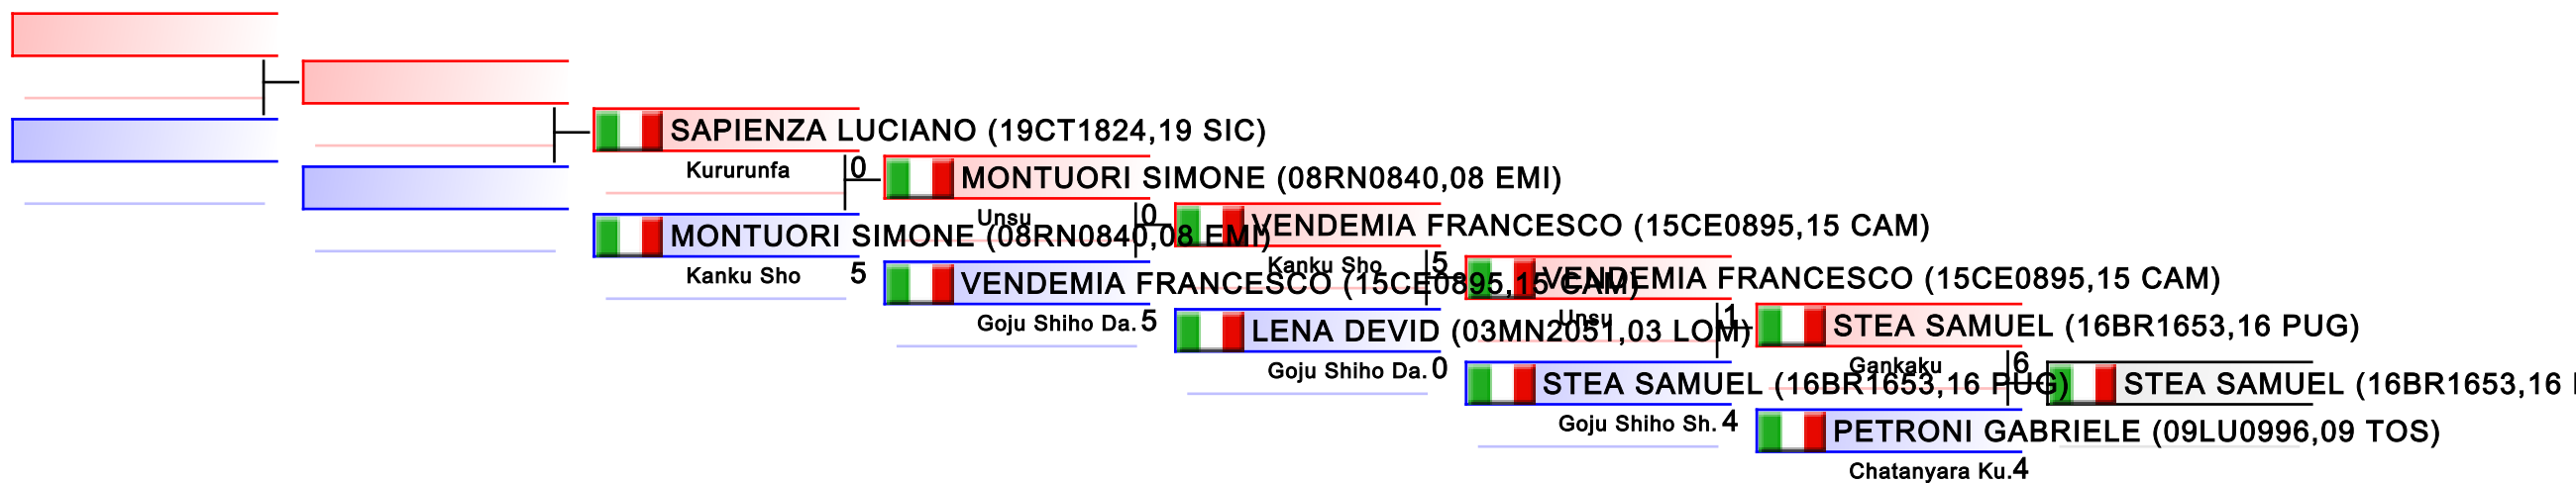 SAPIENZA LUCIANO (19CT1824,19 SIC)
Kururunfa 0
MONTUORI SIMONE (08RN0840,08 EMI)
Kanku Sho 5
MONTUORI SIMONE (08RN0840,08 EMI)
Unsu 0
VENDEMIA FRANCESCO (15CE0895,15 CAM)
Goju Shiho Da. 5
VENDEMIA FRANCESCO (15CE0895,15 CAM)
Kanku Sho 5
LENA DEVID (03MN2051,03 LOM)
Goju Shiho Da. 0
VENDEMIA FRANCESCO (15CE0895,15 CAM)
Unsu 1
STEA SAMUEL (16BR1653,16 PUG)
Goju Shiho Sh. 4
STEA SAMUEL (16BR1653,16 PUG)
Gankaku 6
PETRONI GABRIELE (09LU0996,09 TOS)
Chatanyara Ku. 4
STEA SAMUEL (16BR1653,16